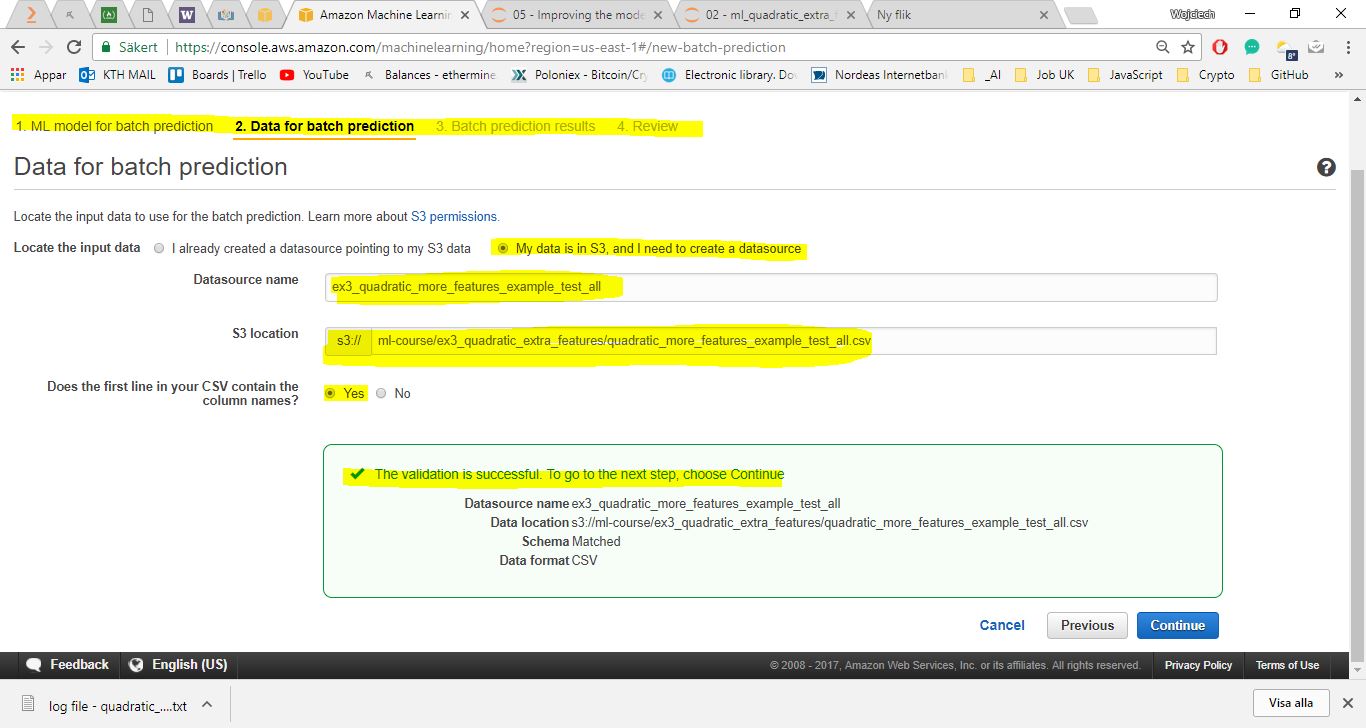 Amazon Machine Learnin
05 - Improving the mode
02 - ml_quadratic_extra_f
Ny flik
Wojciech
Säkert https://console.aws.amazon.com/machinelearning/home?region=us-east-1#/new-batch-prediction
8°
Appar KTH MAIL Boards | Trello YouTube Balances - ethermine Poloniex - Bitcoin/Cry Electronic library. Do Nordeas Internetbank _AI Job UK JavaScript Crypto GitHub »
1. ML model for batch prediction 2. Data for batch prediction 3. Batch prediction results 4. Review
Data for batch prediction
?
Locate the input data to use for the batch prediction. Learn more about S3 permissions.
Locate the input data I already created a datasource pointing to my S3 data My data is in S3, and I need to create a datasource
Datasource name ex3_quadratic_more_features_example_test_all
S3 location s3:// ml-course/ex3_quadratic_extra_features/quadratic_more_features_example_test_all.csv
Does the first line in your CSV contain the
column names?
Yes No
The validation is successful. To go to the next step, choose Continue
Datasource name ex3_quadratic_more_features_example_test_all
Data location s3://ml-course/ex3_quadratic_extra_features/quadratic_more_features_example_test_all.csv
Schema Matched
Data format CSV
Cancel Previous Continue
Feedback English (US) © 2008 - 2017, Amazon Web Services, Inc. or its affiliates. All rights reserved. Privacy Policy Terms of Use
log file - quadratic_....txt Visa alla